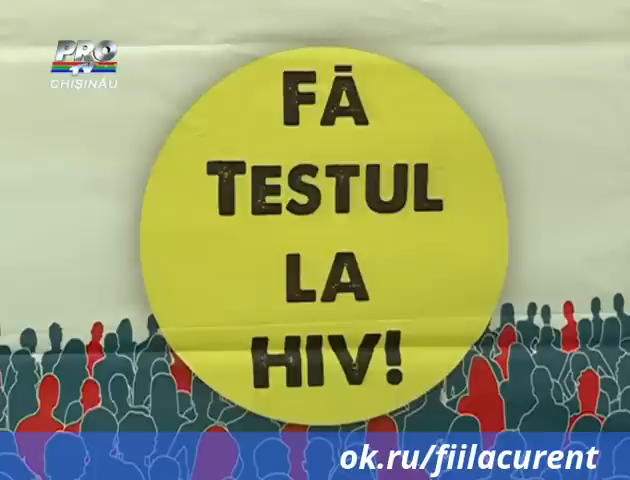 PRO
TV
CHIȘINĂU
FĂ
TESTUL
LA
HIV!
ok.ru/fiilacurent